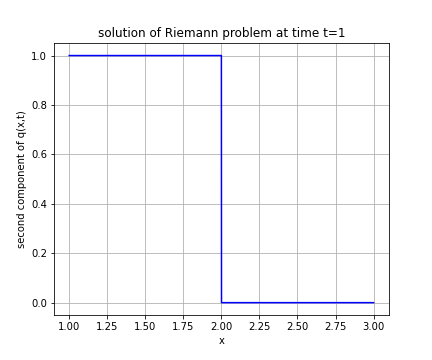 solution of Riemann problem at time t=1
second component of q(x,t)
1.0
0.8
0.6
0.4
0.2
0.0
1.00 1.25 1.50 1.75 2.00 2.25 2.50 2.75 3.00
x